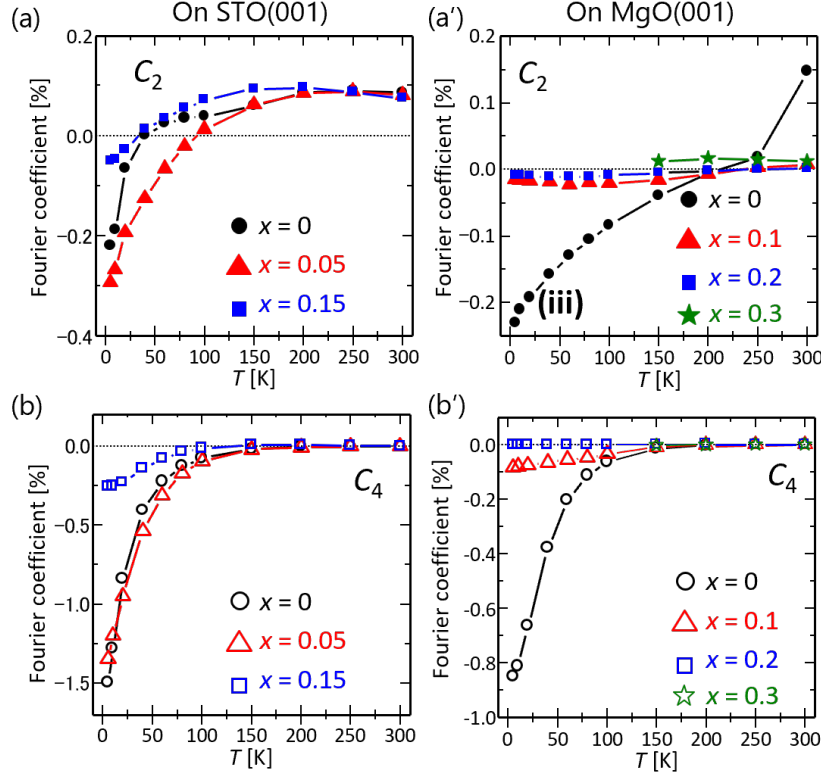 (a) On STO(001)
C2
Fourier coefficient [%]
0.2
0.0
−0.2
−0.4
x = 0
x = 0.05
x = 0.15
0 50 100 150 200 250 300
T [K]
(a′) On MgO(001)
C2
Fourier coefficient [%]
0.2
0.1
0.0
−0.1
−0.2
(iii)
x = 0
x = 0.1
x = 0.2
x = 0.3
0 50 100 150 200 250 300
T [K]
(b)
C4
Fourier coefficient [%]
0.0
−0.5
−1.0
−1.5
x = 0
x = 0.05
x = 0.15
0 50 100 150 200 250 300
T [K]
(b′)
C4
Fourier coefficient [%]
0.0
-0.2
-0.4
-0.6
-0.8
-1.0
x = 0
x = 0.1
x = 0.2
x = 0.3
0 50 100 150 200 250 300
T [K]